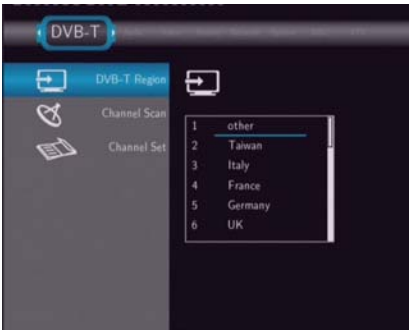 DVB-T
DVB-T Region
Channel Scan
Channel Set
1 other
2 Taiwan
3 Italy
4 France
5 Germany
6 UK